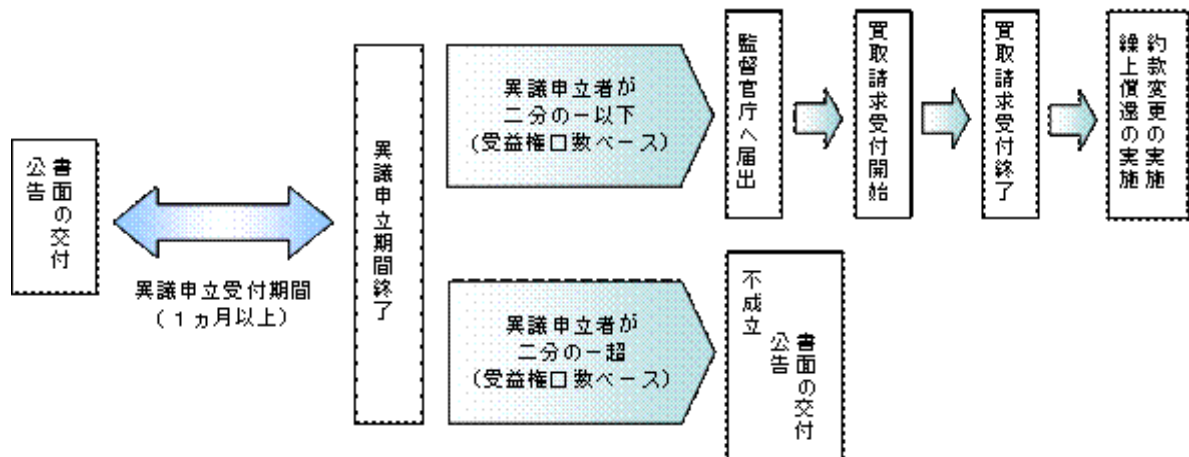 書面の交付
公告
異議申立受付期間
(１ヵ月以上)
異議申立期間終了
異議申立者が
二分の一以下
(受益権口数ベース)
監督官庁へ届出
買取請求受付開始
買取請求受付終了
約款変更の実施
繰上償還の実施
異議申立者が
二分の一超
(受益権口数ベース)
不成立
書面の交付
公告